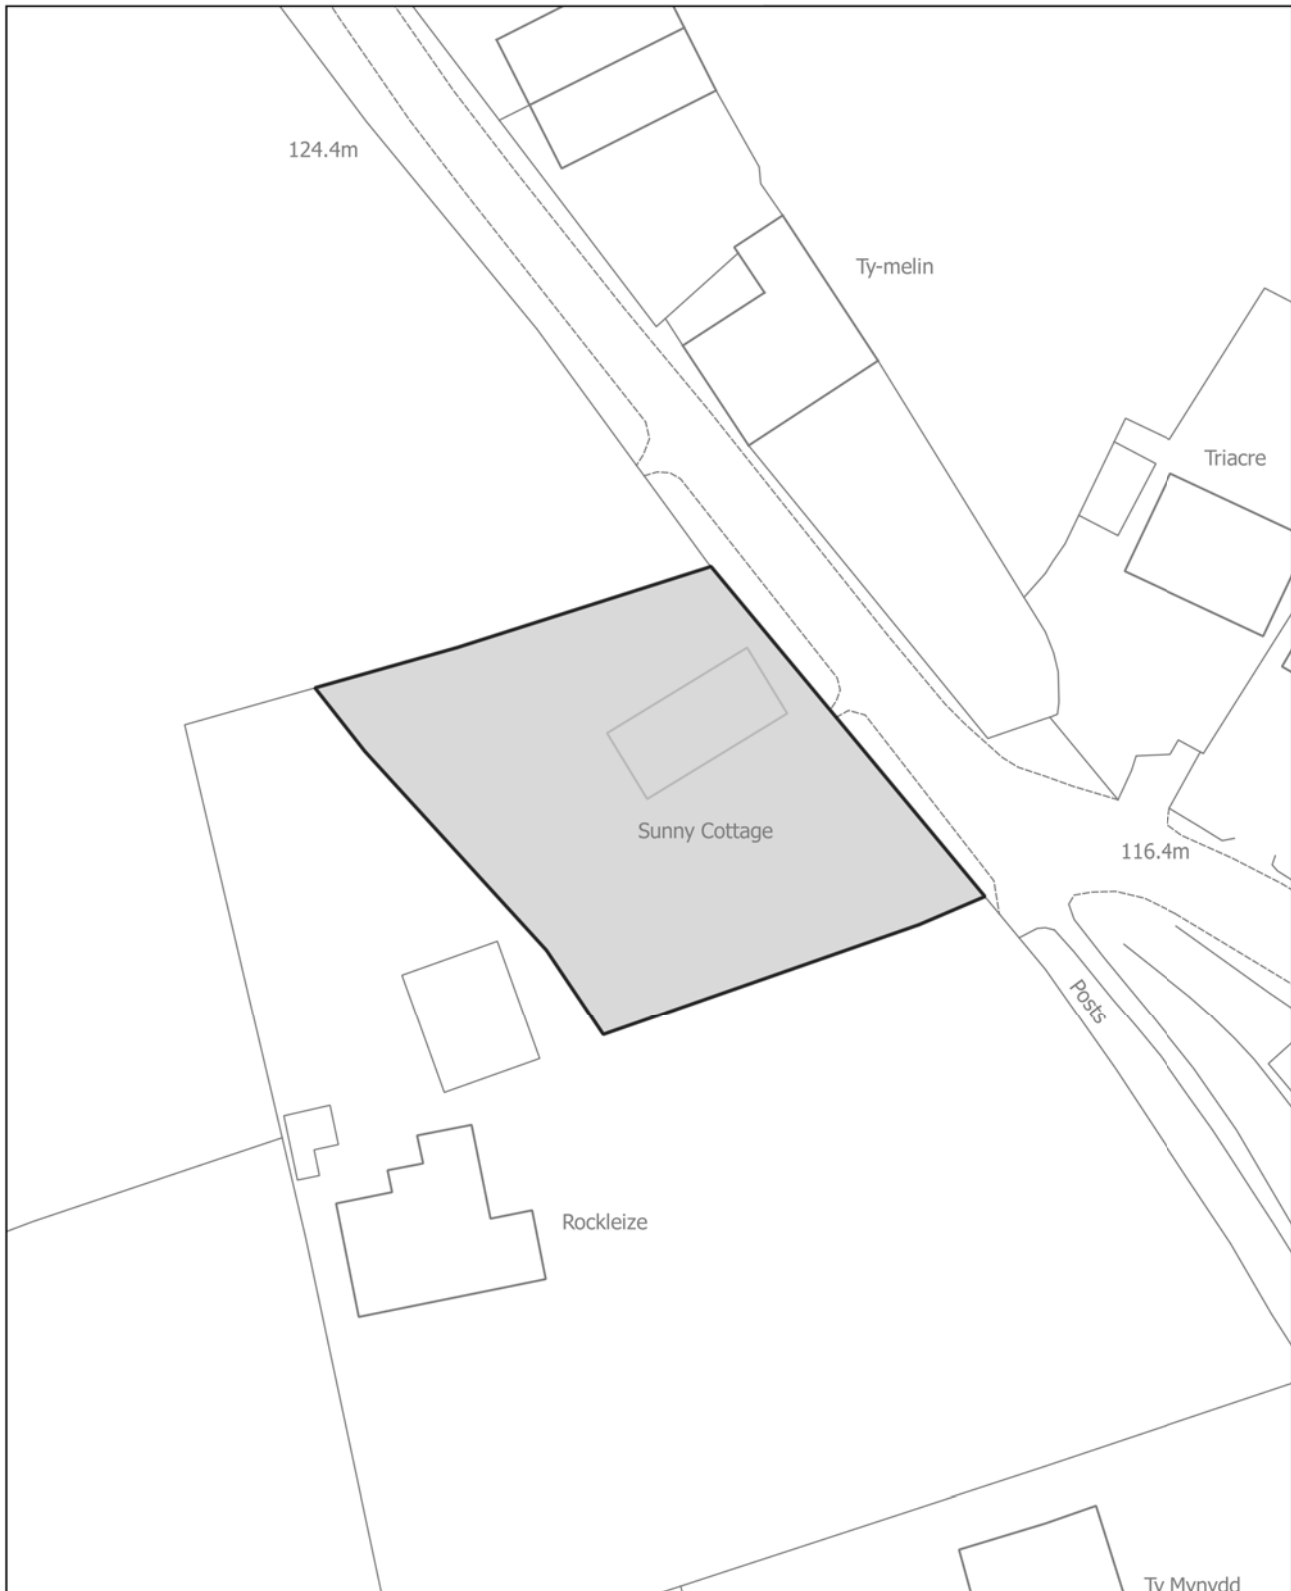 124.4m
Ty-melin
Triacre
Sunny Cottage
116.4m
Posts
Rockleize
Ty Mynydd